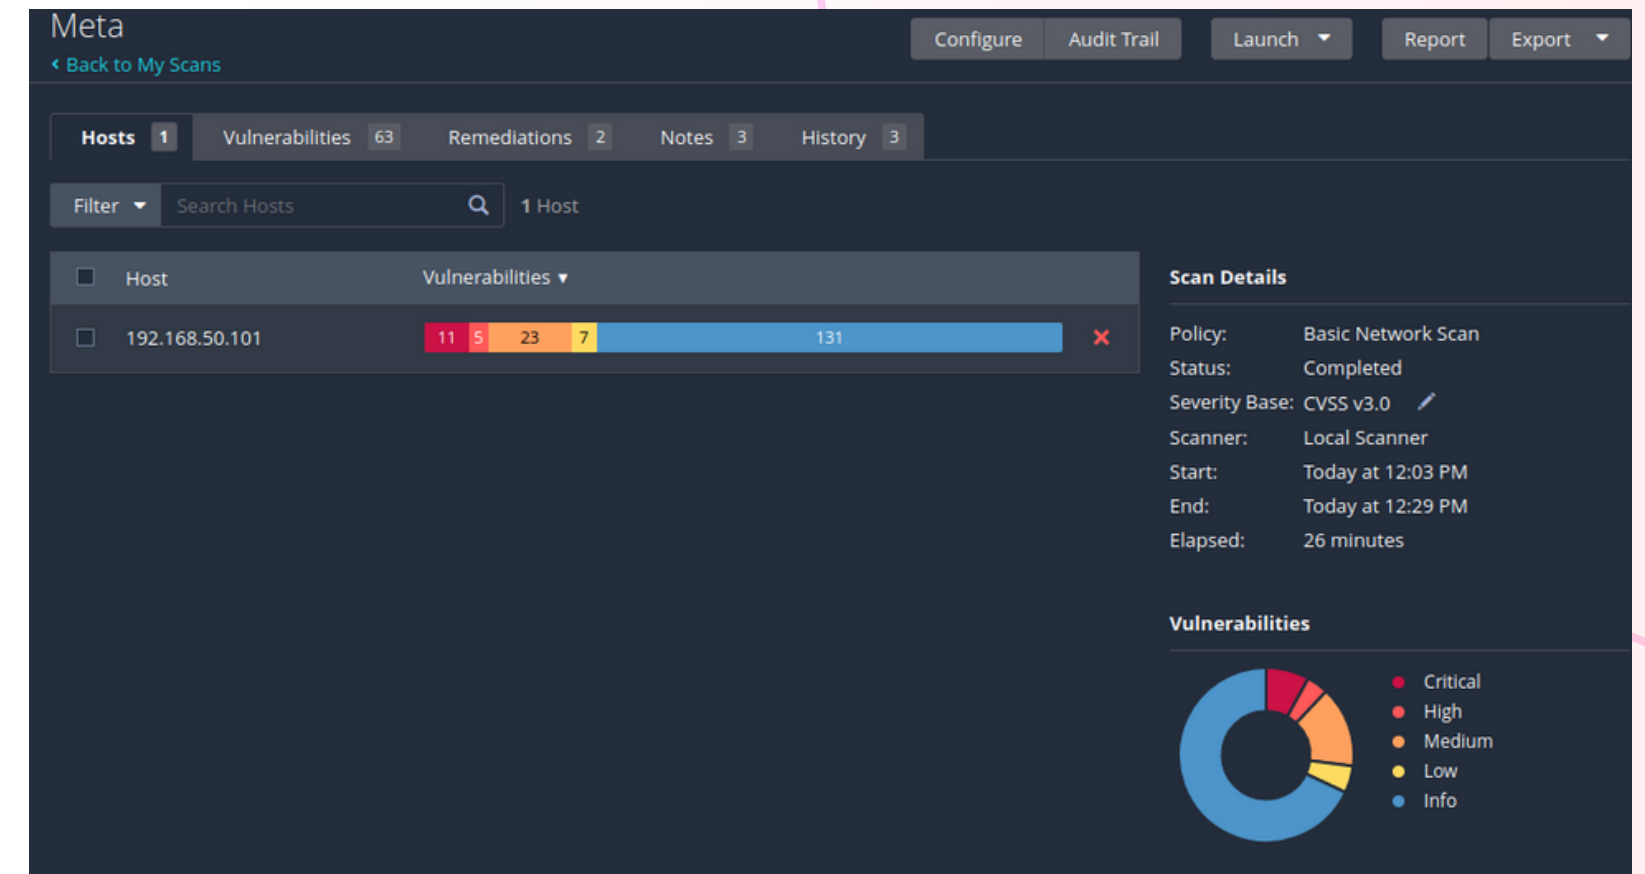 Meta
Configure Audit Trail Launch Report Export
Back to My Scans
Hosts 1 Vulnerabilities 63 Remediations 2 Notes 3 History 3
Filter Search Hosts 1 Host
Host Vulnerabilities
192.168.50.101 11 5 23 7 131
Scan Details
Policy: Basic Network Scan
Status: Completed
Severity Base: CVSS v3.0
Scanner: Local Scanner
Start: Today at 12:03 PM
End: Today at 12:29 PM
Elapsed: 26 minutes
Vulnerabilities
Critical
High
Medium
Low
Info